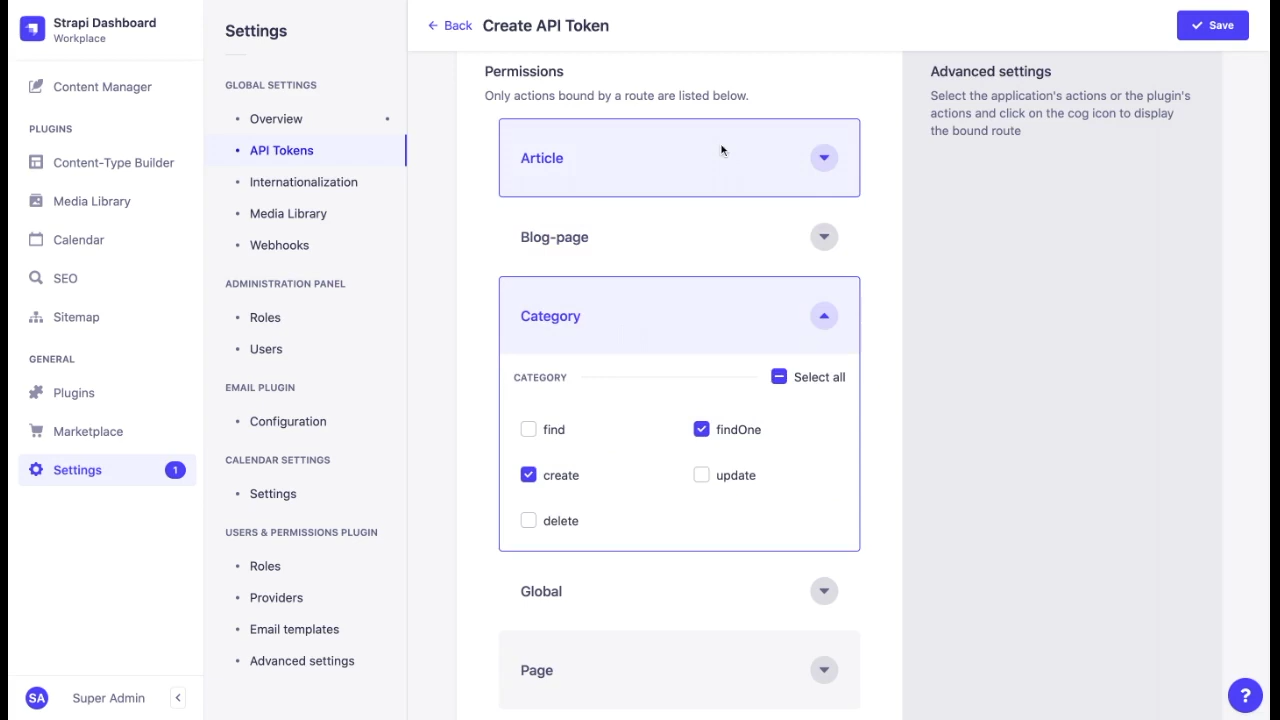 Strapi Dashboard
Workplace
Content Manager
PLUGINS
Content-Type Builder
Media Library
Calendar
SEO
Sitemap
GENERAL
Plugins
Marketplace
Settings 1
SA Super Admin
Settings
GLOBAL SETTINGS
Overview
API Tokens
Internationalization
Media Library
Webhooks
ADMINISTRATION PANEL
Roles
Users
EMAIL PLUGIN
Configuration
CALENDAR SETTINGS
Settings
USERS & PERMISSIONS PLUGIN
Roles
Providers
Email templates
Advanced settings
Back Create API Token
Save
Permissions
Only actions bound by a route are listed below.
Article
Blog-page
Category
CATEGORY Select all
find findOne
create update
delete
Global
Page
Advanced settings
Select the application's actions or the plugin's
actions and click on the cog icon to display
the bound route
?